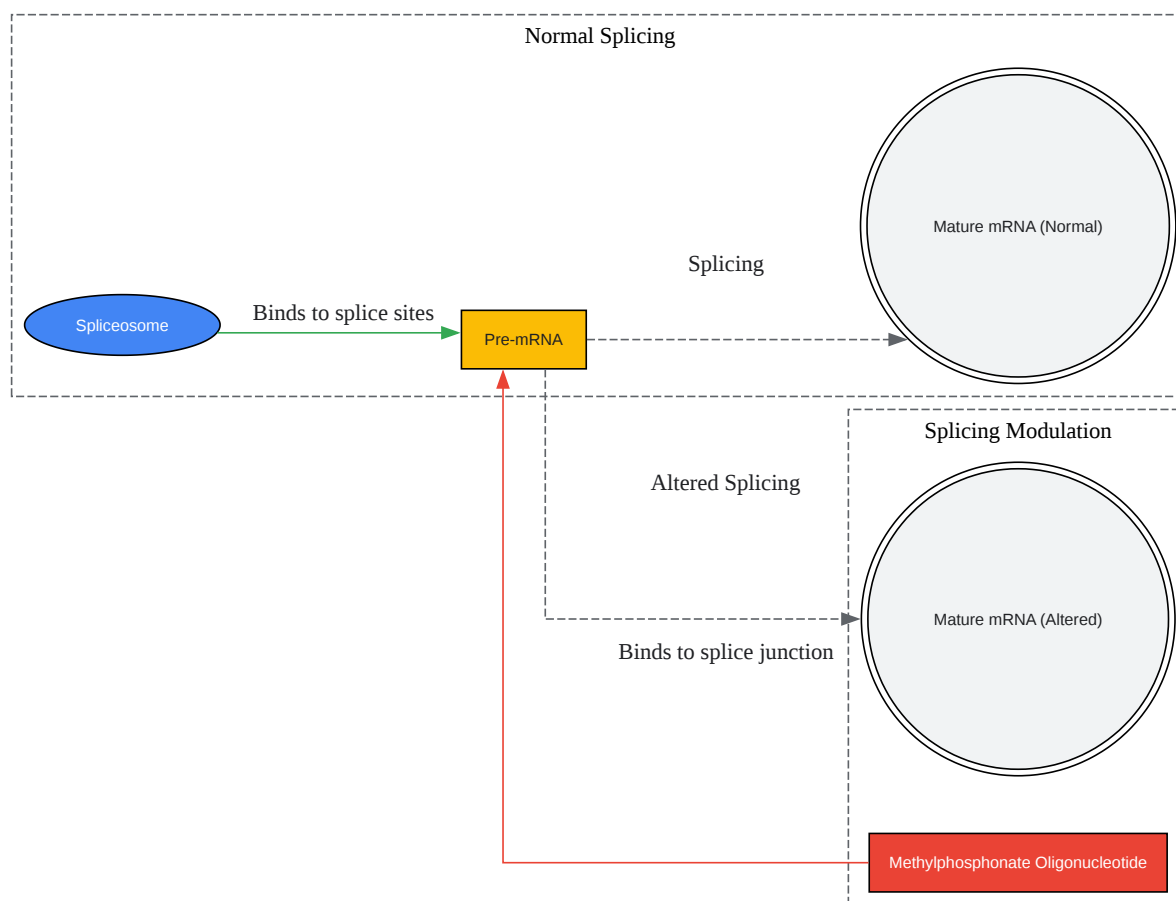 Normal Splicing
Mature mRNA (Normal)
Splicing
Binds to splice sites
Spliceosome
Pre-mRNA
Splicing Modulation
Altered Splicing
Mature mRNA (Altered)
Binds to splice junction
Methylphosphonate Oligonucleotide